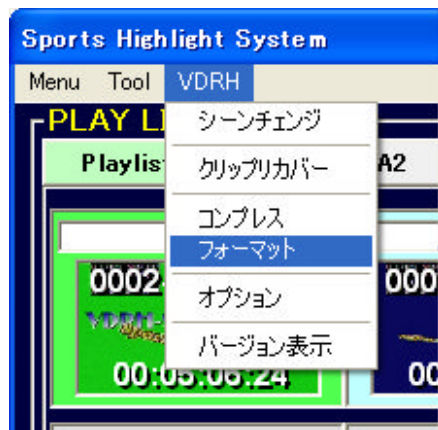 Sports Highlight System
Menu Tool VDRH
PLAY LI
シーンチェンジ
Playlis
A2
クリップリカバー
コンプレス
フォーマット
0002
000
オプション
バージョン表示
00:05:06:24
00